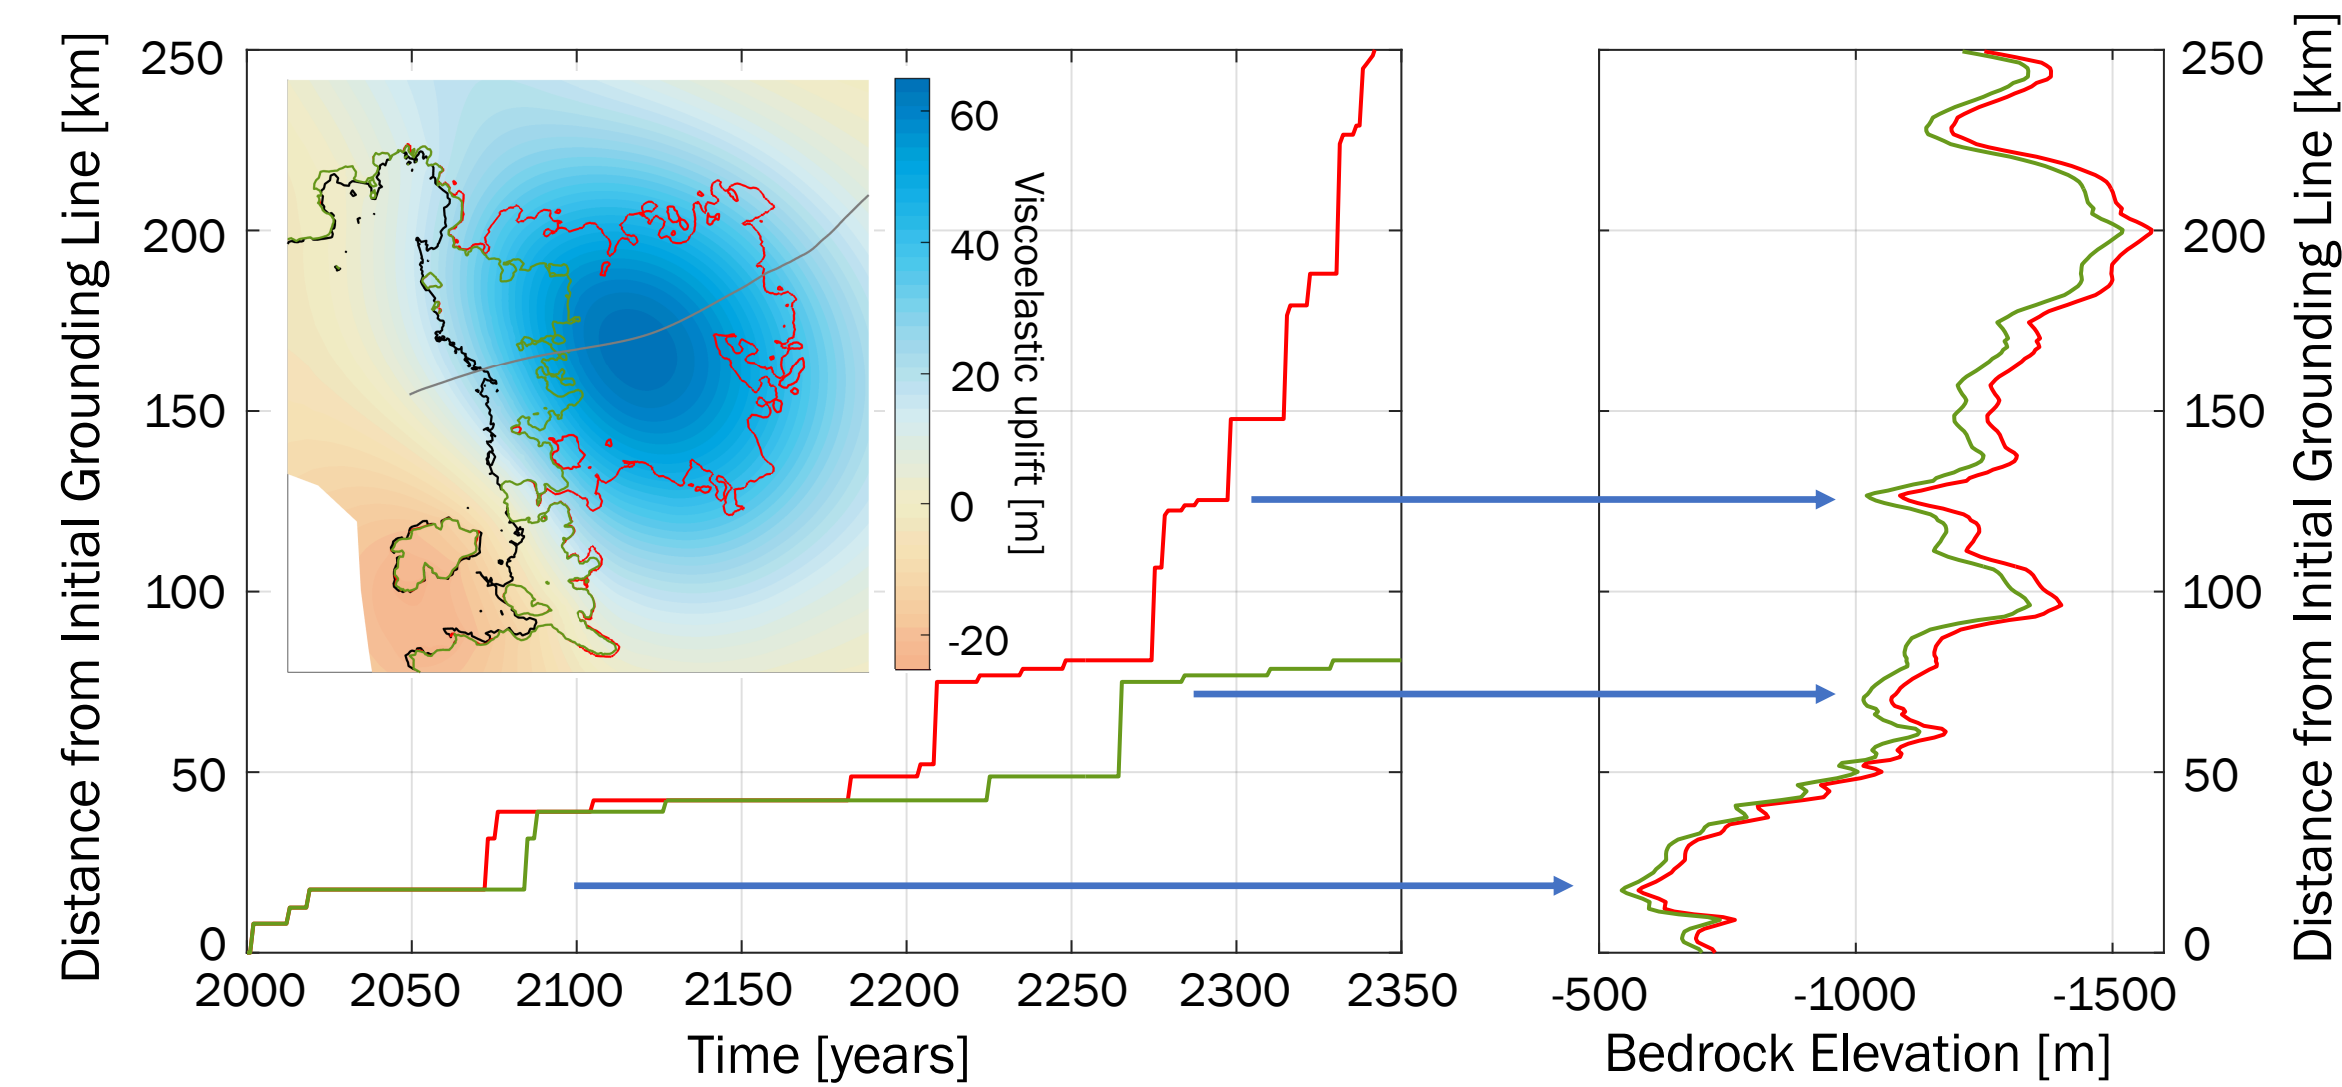 Distance from Initial Grounding Line [km]
250
200
150
100
50
0
2000 2050 2100 2150 2200 2250 2300 2350
Time [years]
60
40
20
0
-20
Viscoelastic uplift [m]
-500 -1000 -1500
Bedrock Elevation [m]
250
200
150
100
50
0
Distance from Initial Grounding Line [km]